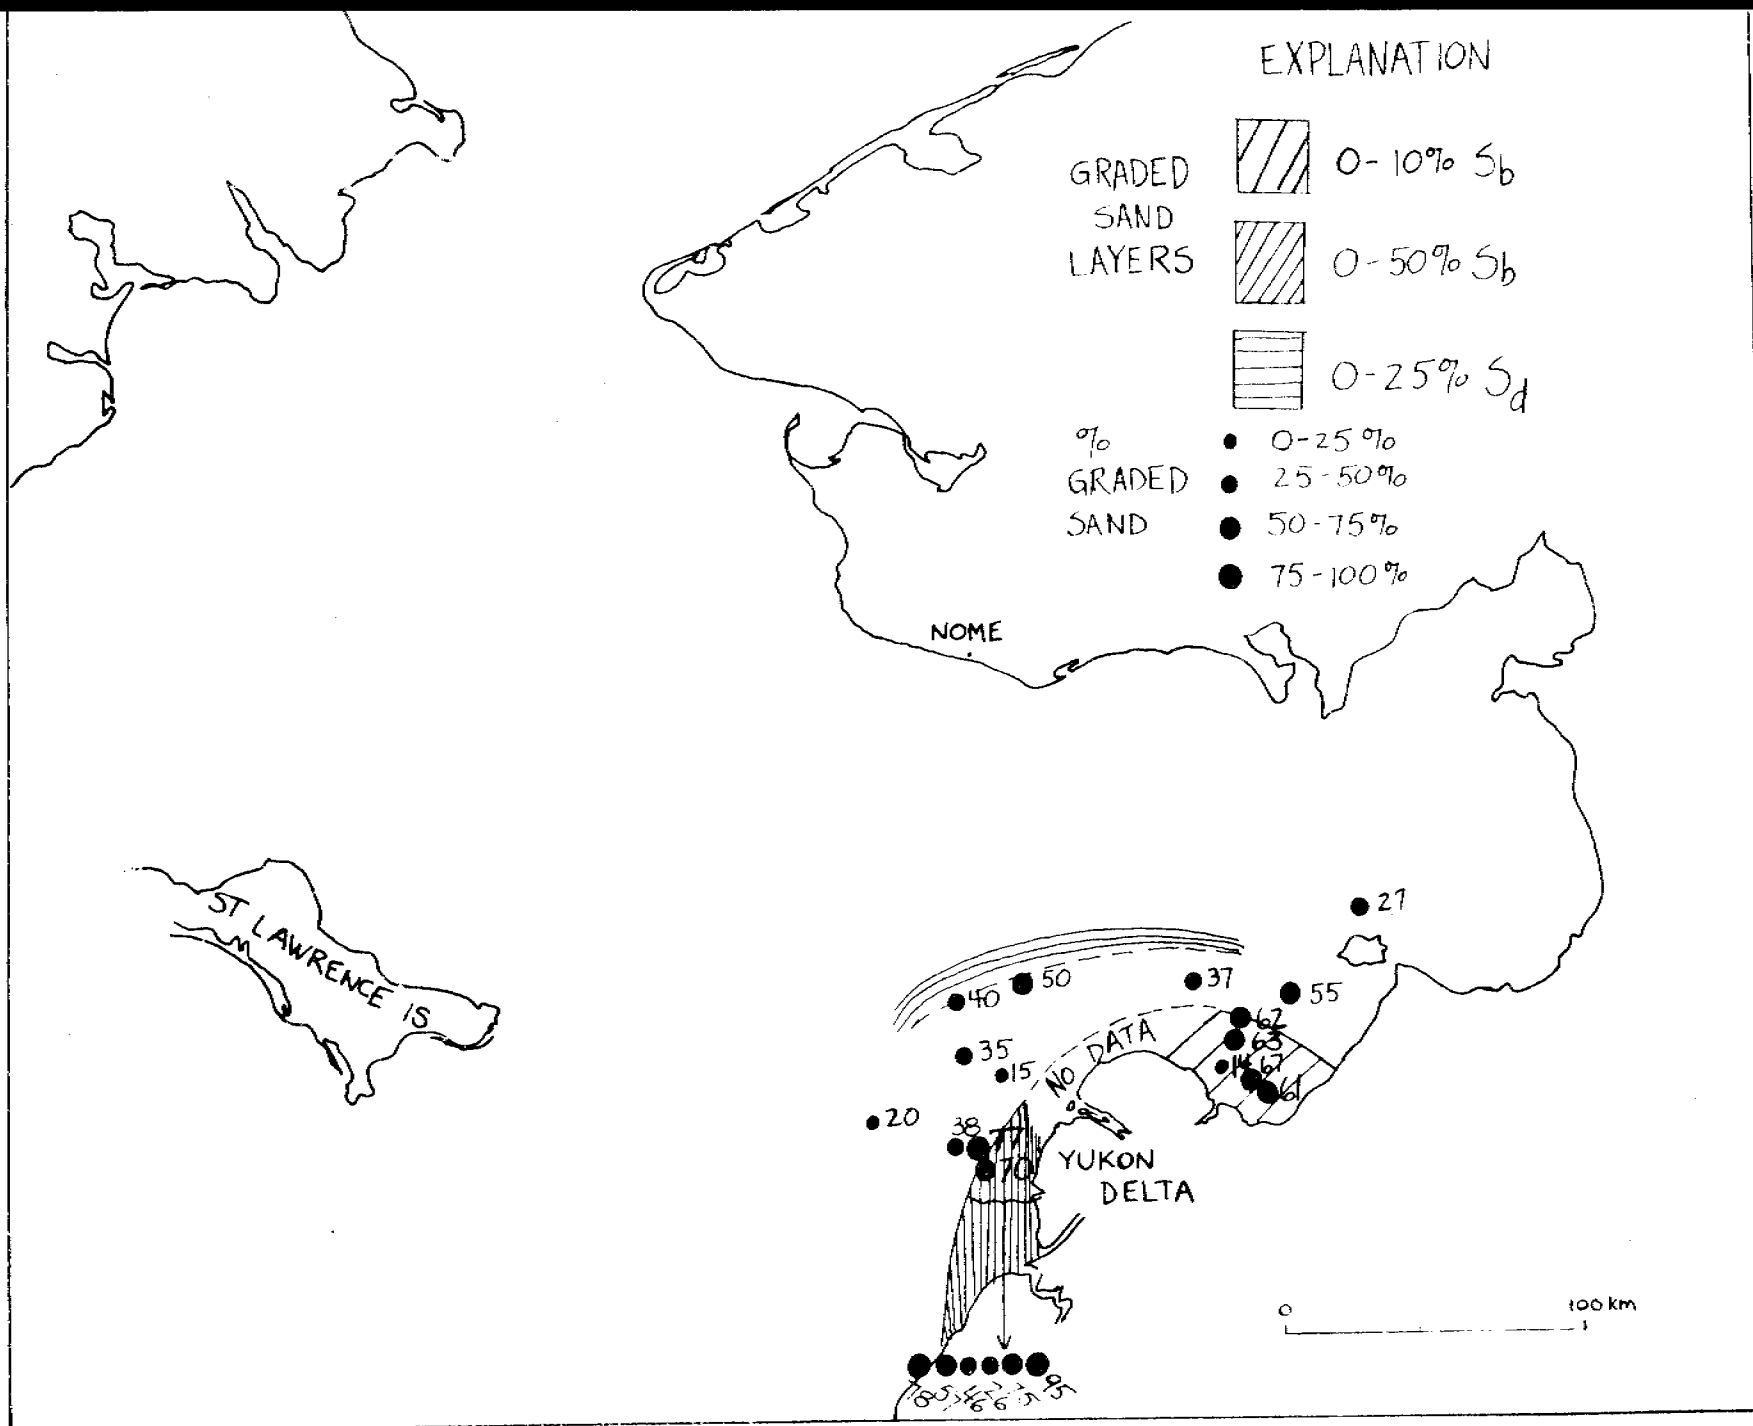 EXPLANATION
GRADED
SAND
LAYERS
0-10% Sb
0-50% Sb
0-25% Sd
%
GRADED
SAND
0-25%
25-50%
50-75%
75-100%
NOME
ST LAWRENCE IS
27
50
40
37
55
62
63
14
67
61
35
15
NO DATA
20
38
77
70
YUKON
DELTA
0
100 km
95